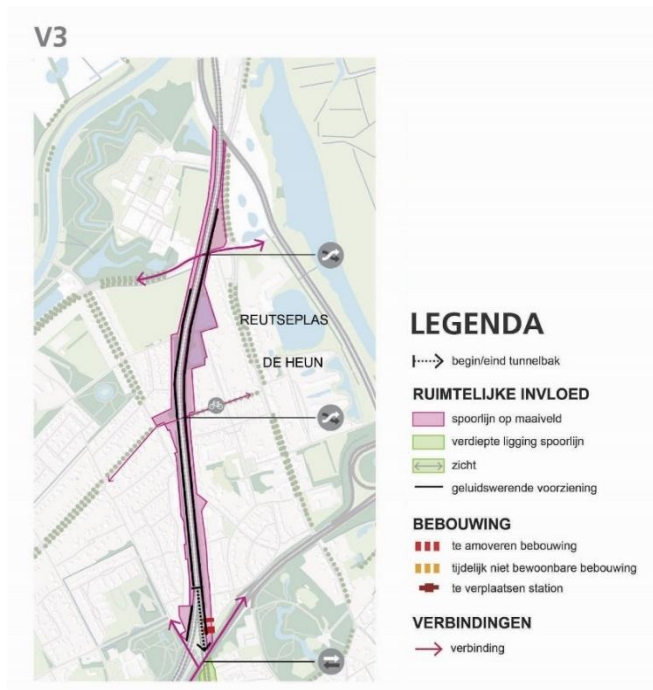 V3
REUTSEPLAS
DE HEUN
LEGENDA
begin/eind tunnelbak
RUIMTELIJKE INVLOED
spoorlijn op maaiveld
verdiepte ligging spoorlijn
zicht
geluidswerende voorziening
BEBOUWING
te amoveren bebouwing
tijdelijk niet bewoonbare bebouwing
te verplaatsen station
VERBINDINGEN
verbinding